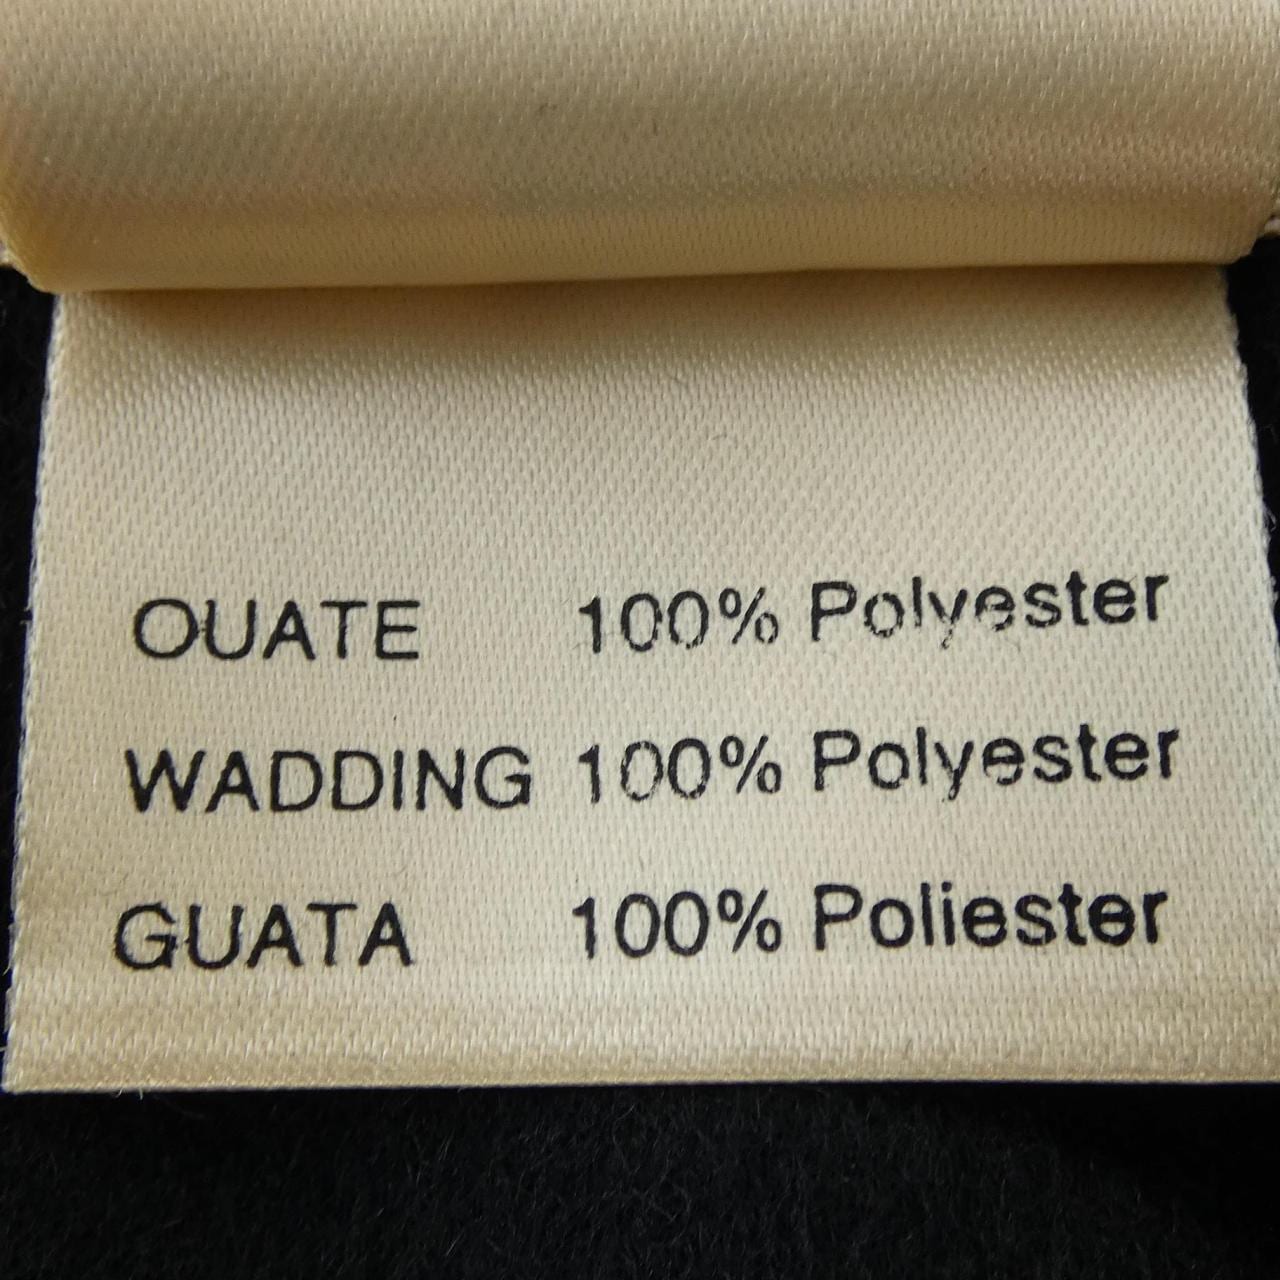 OUATE 100% Polyester
WADDING 100% Polyester
GUATA 100% Poliester